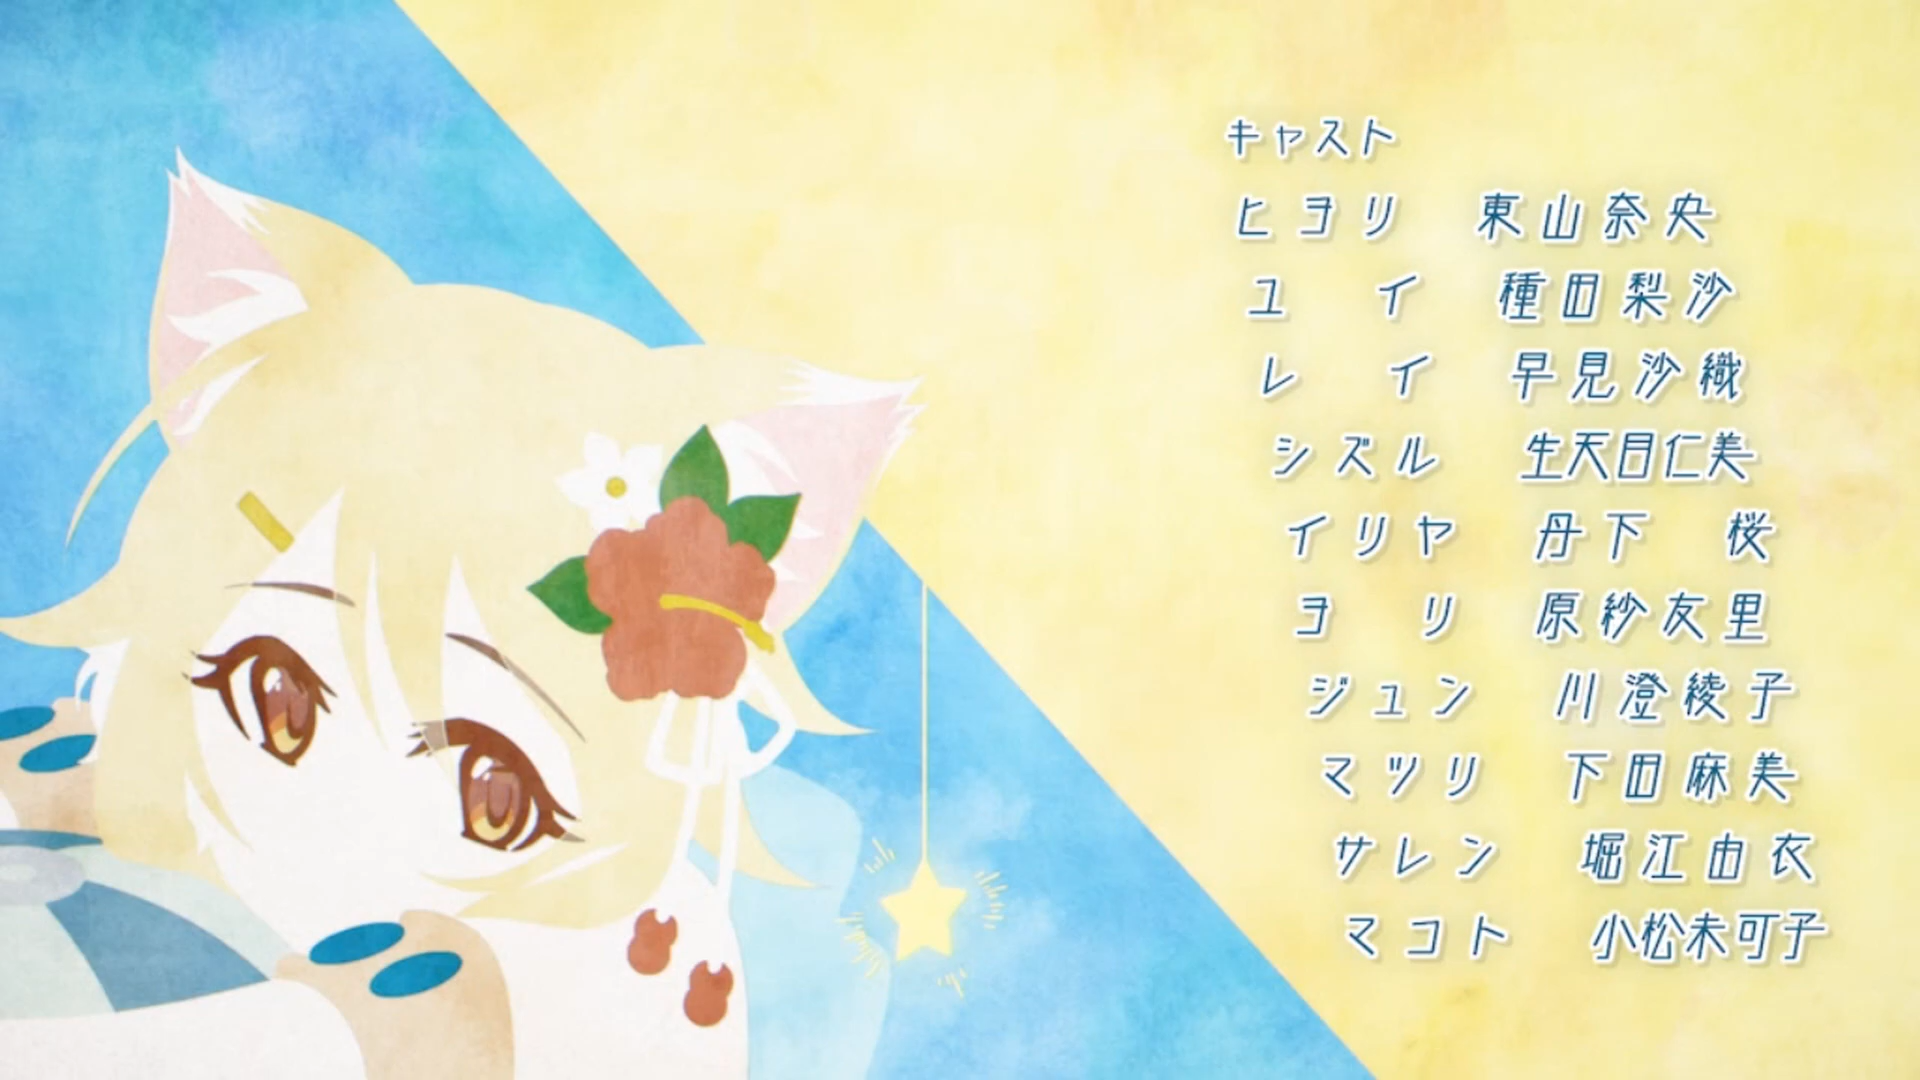 キャスト
ヒヨリ 東山奈央
ユイ 種田梨沙
レイ 早見沙織
シズル 生天目仁美
イリヤ 丹下 桜
ヨリ 原紗友里
ジュン 川澄綾子
マツリ 下田麻美
サレン 堀江由衣
マコト 小松未可子